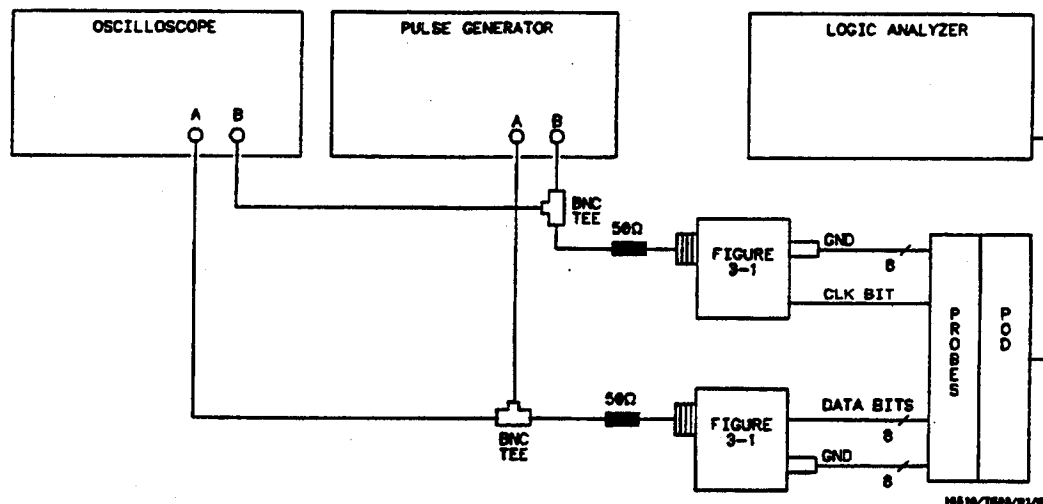 OSCILLOSCOPE
PULSE GENERATOR
LOGIC ANALYZER
A
B
A
B
BNC
TEE
50Ω
FIGURE
3-1
GND
8
CLK BIT
PROBES
POD
BNC
TEE
50Ω
FIGURE
3-1
DATA BITS
8
GND
8